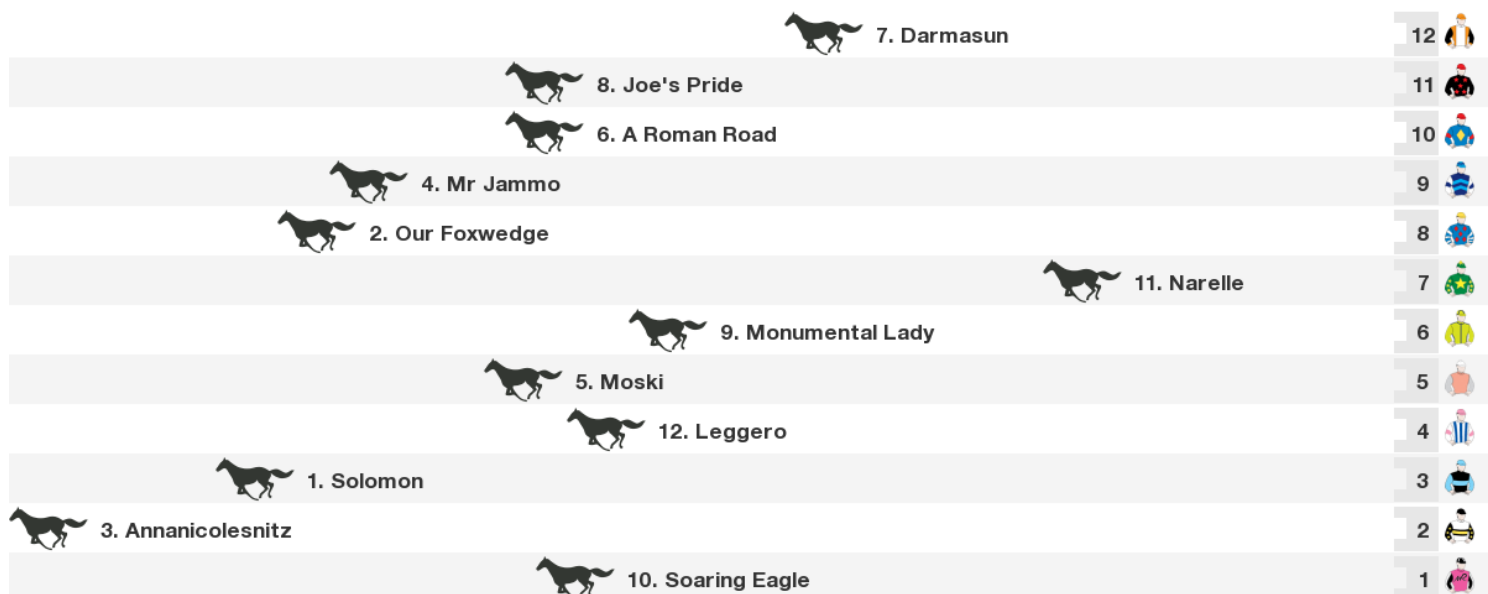 7. Darmasun 12
8. Joe's Pride 11
6. A Roman Road 10
4. Mr Jammo 9
2. Our Foxwedge 8
11. Narelle 7
9. Monumental Lady 6
5. Moski 5
12. Leggero 4
1. Solomon 3
3. Annanicolesnitz 2
10. Soaring Eagle 1